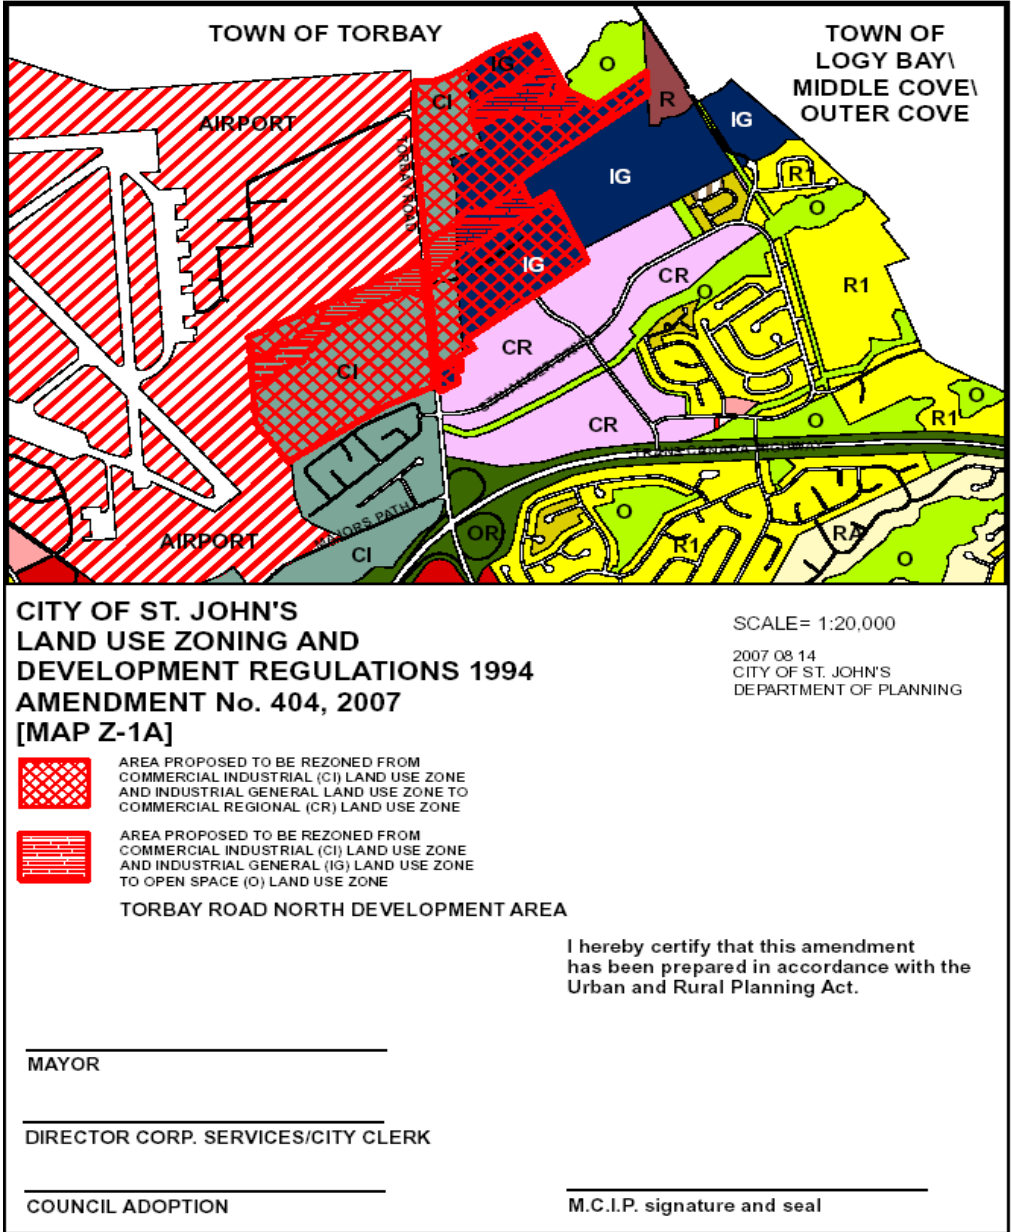 TOWN OF TORBAY
TOWN OF
LOGY BAY\
MIDDLE COVE\
OUTER COVE
O
IG
CI
R
IG
AIRPORT
TORBAY ROAD
IG
R1
O
IG
CR
O
R1
CR
CI
O
R1
O
CR
TRANS CANADA HIGHWAY
O
MAJORS PATH
OR
R1
RA
AIRPORT
CI
O
CITY OF ST. JOHN'S
LAND USE ZONING AND
DEVELOPMENT REGULATIONS 1994
AMENDMENT No. 404, 2007
[MAP Z-1A]
SCALE= 1:20,000
2007 08 14
CITY OF ST. JOHN'S
DEPARTMENT OF PLANNING
AREA PROPOSED TO BE REZONED FROM
COMMERCIAL INDUSTRIAL (CI) LAND USE ZONE
AND INDUSTRIAL GENERAL LAND USE ZONE TO
COMMERCIAL REGIONAL (CR) LAND USE ZONE
AREA PROPOSED TO BE REZONED FROM
COMMERCIAL INDUSTRIAL (CI) LAND USE ZONE
AND INDUSTRIAL GENERAL (IG) LAND USE ZONE
TO OPEN SPACE (O) LAND USE ZONE
TORBAY ROAD NORTH DEVELOPMENT AREA
I hereby certify that this amendment
has been prepared in accordance with the
Urban and Rural Planning Act.
MAYOR
DIRECTOR CORP. SERVICES/CITY CLERK
COUNCIL ADOPTION
M.C.I.P. signature and seal